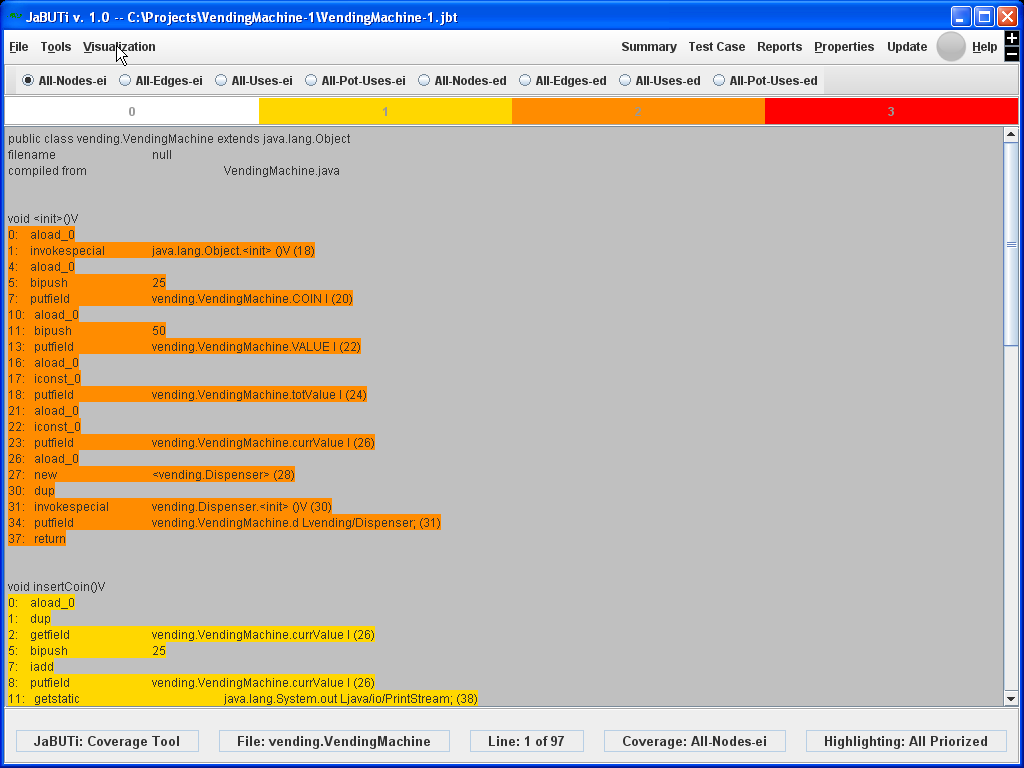 JaBUTi v. 1.0 -- C:\Projects\VendingMachine-1\VendingMachine-1.jbt
File Tools Visualization Summary Test Case Reports Properties Update Help
All-Nodes-ei All-Edges-ei All-Uses-ei All-Pot-Uses-ei All-Nodes-ed All-Edges-ed All-Uses-ed All-Pot-Uses-ed
0 1 2 3
public class vending.VendingMachine extends java.lang.Object
filename null
compiled from VendingMachine.java
void <init>()V
0: aload_0
1: invokespecial java.lang.Object.<init> ()V (18)
4: aload_0
5: bipush 25
7: putfield vending.VendingMachine.COIN I (20)
10: aload_0
11: bipush 50
13: putfield vending.VendingMachine.VALUE I (22)
16: aload_0
17: iconst_0
18: putfield vending.VendingMachine.totValue I (24)
21: aload_0
22: iconst_0
23: putfield vending.VendingMachine.currValue I (26)
26: aload_0
27: new <vending.Dispenser> (28)
30: dup
31: invokespecial vending.Dispenser.<init> ()V (30)
34: putfield vending.VendingMachine.d Lvending/Dispenser; (31)
37: return
void insertCoin()V
0: aload_0
1: dup
2: getfield vending.VendingMachine.currValue I (26)
5: bipush 25
7: iadd
8: putfield vending.VendingMachine.currValue I (26)
11: getstatic java.lang.System.out Ljava/io/PrintStream; (38)
JaBUTi: Coverage Tool File: vending.VendingMachine Line: 1 of 97 Coverage: All-Nodes-ei Highlighting: All Priorized